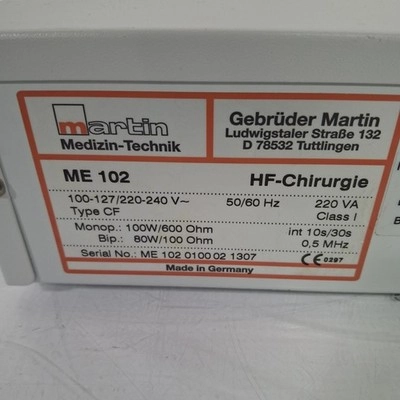 martin
Medizin-Technik
Gebrüder Martin
Ludwigstaler Straße 132
D 78532 Tuttlingen
ME 102 HF-Chirurgie
100-127/220-240 V~ 50/60 Hz 220 VA
Type CF Class I
Monop.: 100W/600 Ohm int 10s/30s
Bip.: 80W/100 Ohm 0,5 MHz
Serial No.: ME 102 0100 02 1307 CE 0297
Made in Germany